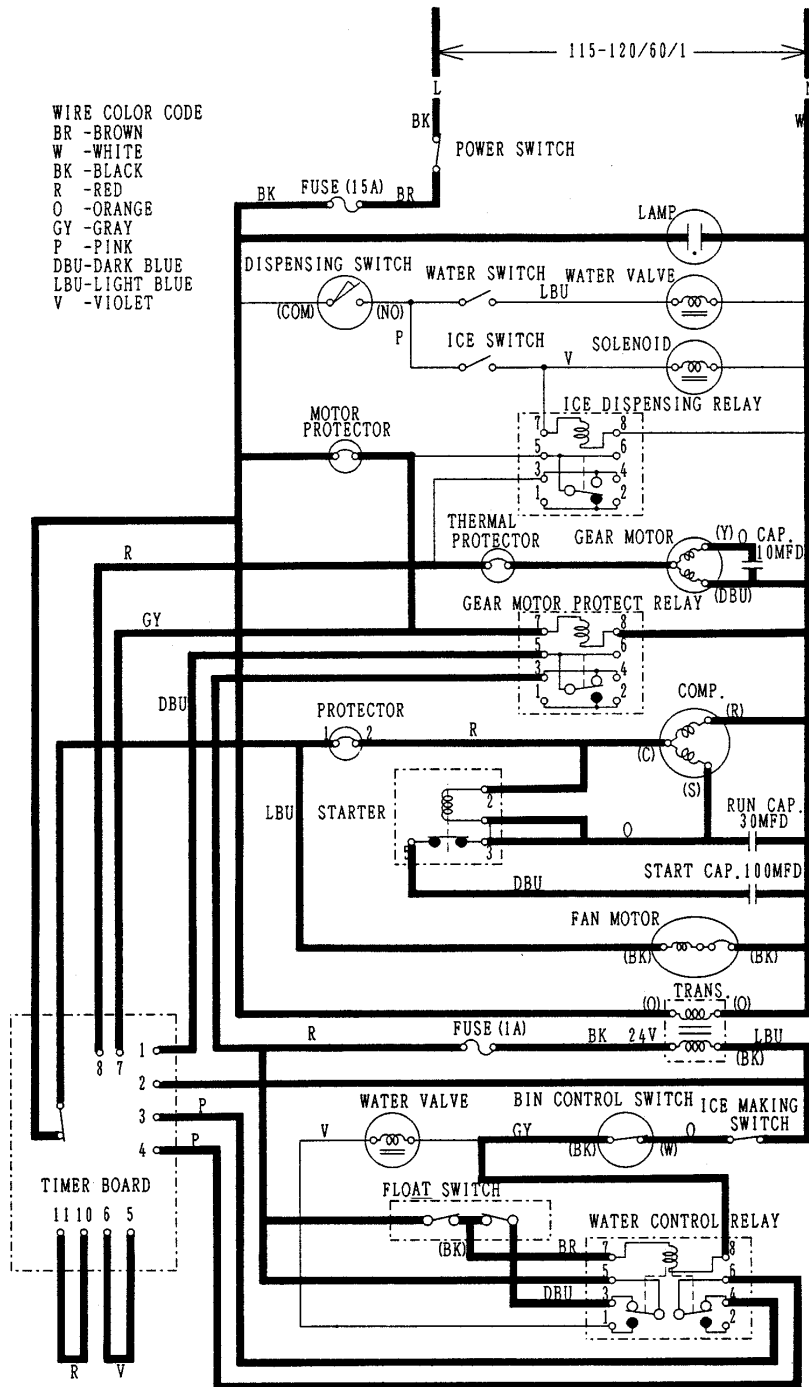 115-120/60/1
L
WIRE COLOR CODE
BR -BROWN
W -WHITE
BK -BLACK
R -RED
O -ORANGE
GY -GRAY
P -PINK
DBU-DARK BLUE
LBU-LIGHT BLUE
V -VIOLET
BK
W
POWER SWITCH
BK FUSE (15A) BR
LAMP
DISPENSING SWITCH WATER SWITCH WATER VALVE
LBU
(COM) (NO)
P ICE SWITCH V SOLENOID
MOTOR
PROTECTOR
ICE DISPENSING RELAY
7 8
5 6
3 4
1 2
THERMAL
PROTECTOR
GEAR MOTOR (Y) O CAP.
10MFD
R
(DBU)
GEAR MOTOR PROTECT RELAY
GY
7 8
5 6
3 4
1 2
DBU
PROTECTOR
1 2 R
COMP.
(R)
(C)
(S)
LBU STARTER
2
5 3
O
RUN CAP.
30MFD
DBU START CAP.100MFD
FAN MOTOR
(BK) (BK)
TRANS.
(O) (O)
R FUSE (1A) BK 24V LBU
(BK)
8 7 1
2
3 P
4 P
WATER VALVE BIN CONTROL SWITCH ICE MAKING
SWITCH
V GY (BK) (W) O
TIMER BOARD
11 10 6 5
FLOAT SWITCH
(BK)
WATER CONTROL RELAY
BR 7 8
5 6
DBU 3 4
1 2
R V